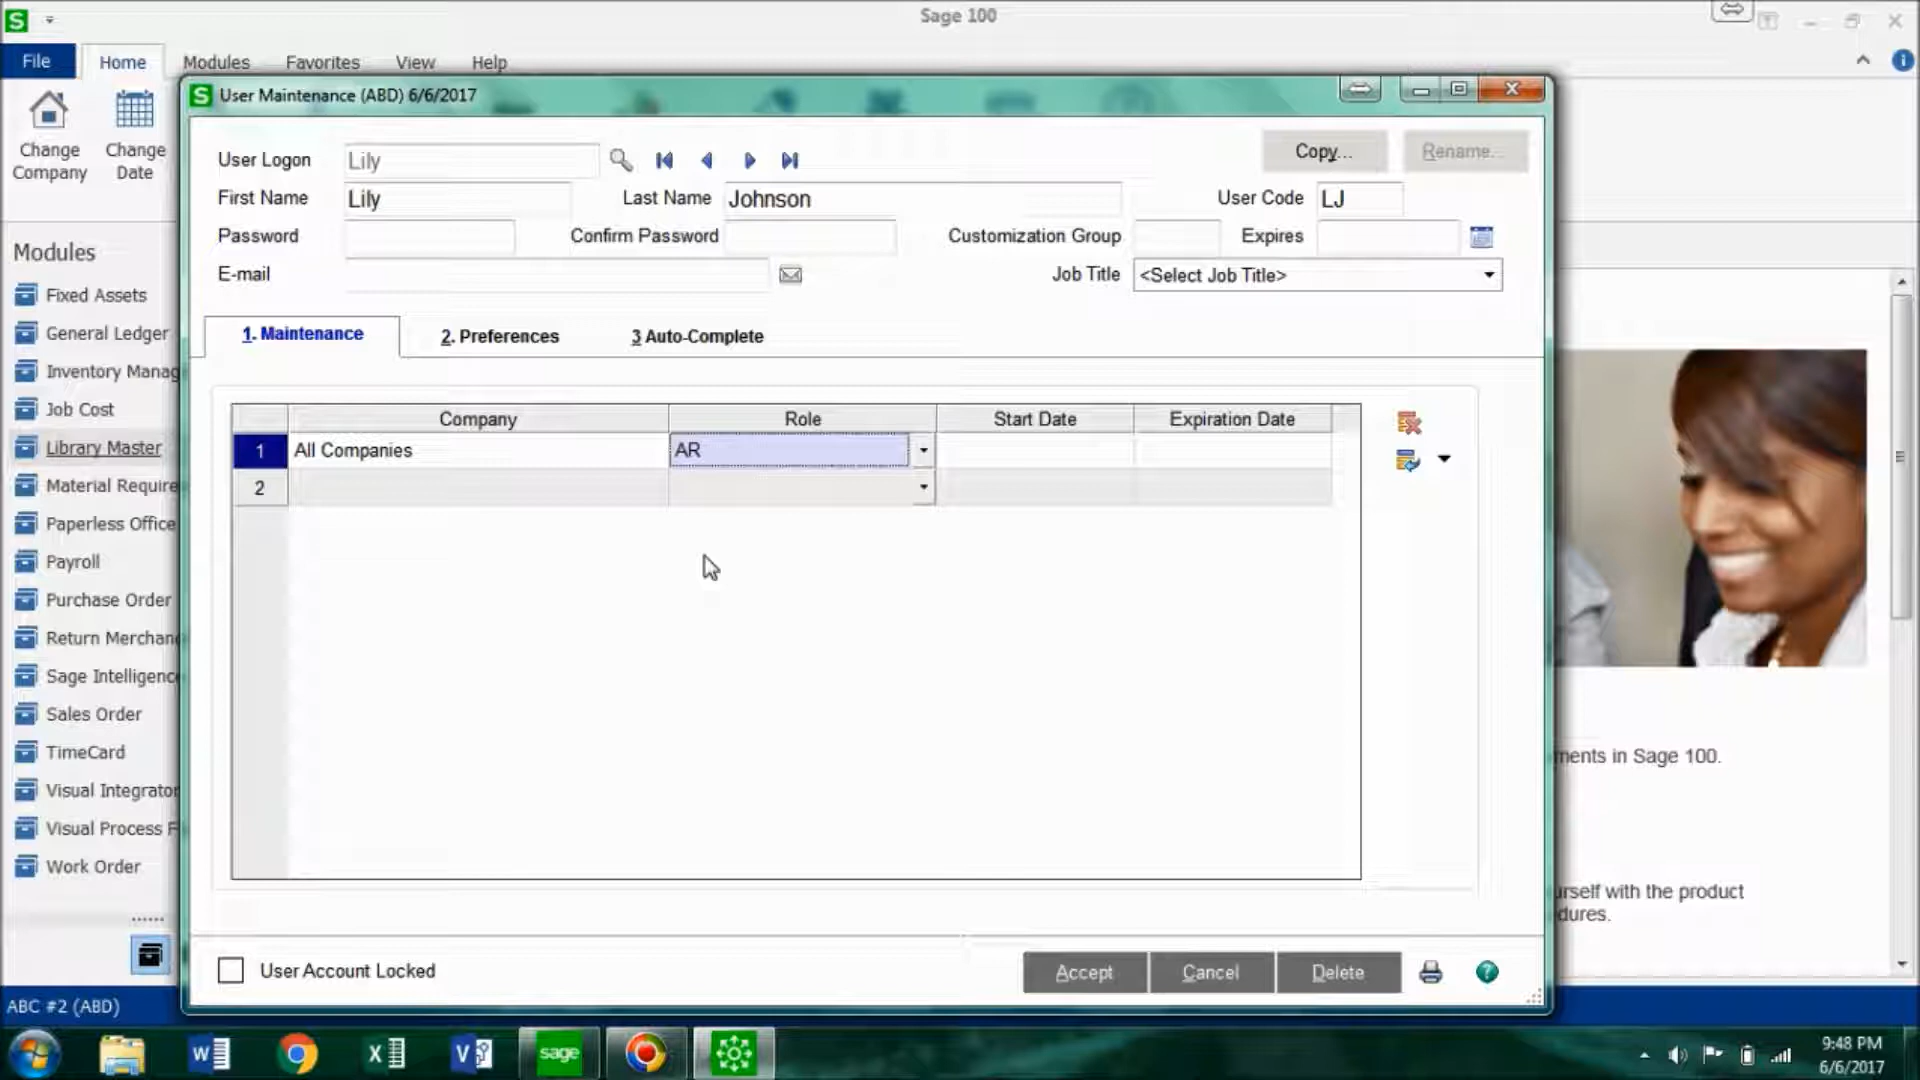 Sage 100
File Home Modules Favorites View Help
Change Company
Change Date
User Maintenance (ABD) 6/6/2017
User Logon Lily
Copy... Rename...
First Name Lily Last Name Johnson User Code LJ
Password Confirm Password Customization Group Expires
E-mail Job Title <Select Job Title>
1. Maintenance 2. Preferences 3 Auto-Complete
Company Role Start Date Expiration Date
1 All Companies AR
2
User Account Locked
Accept Cancel Delete
Modules
Fixed Assets
General Ledger
Inventory Manag
Job Cost
Library Master
Material Require
Paperless Office
Payroll
Purchase Order
Return Merchan
Sage Intelligence
Sales Order
TimeCard
Visual Integrator
Visual Process F
Work Order
ments in Sage 100.
urself with the product
dures.
ABC #2 (ABD)
sage
9:48 PM
6/6/2017